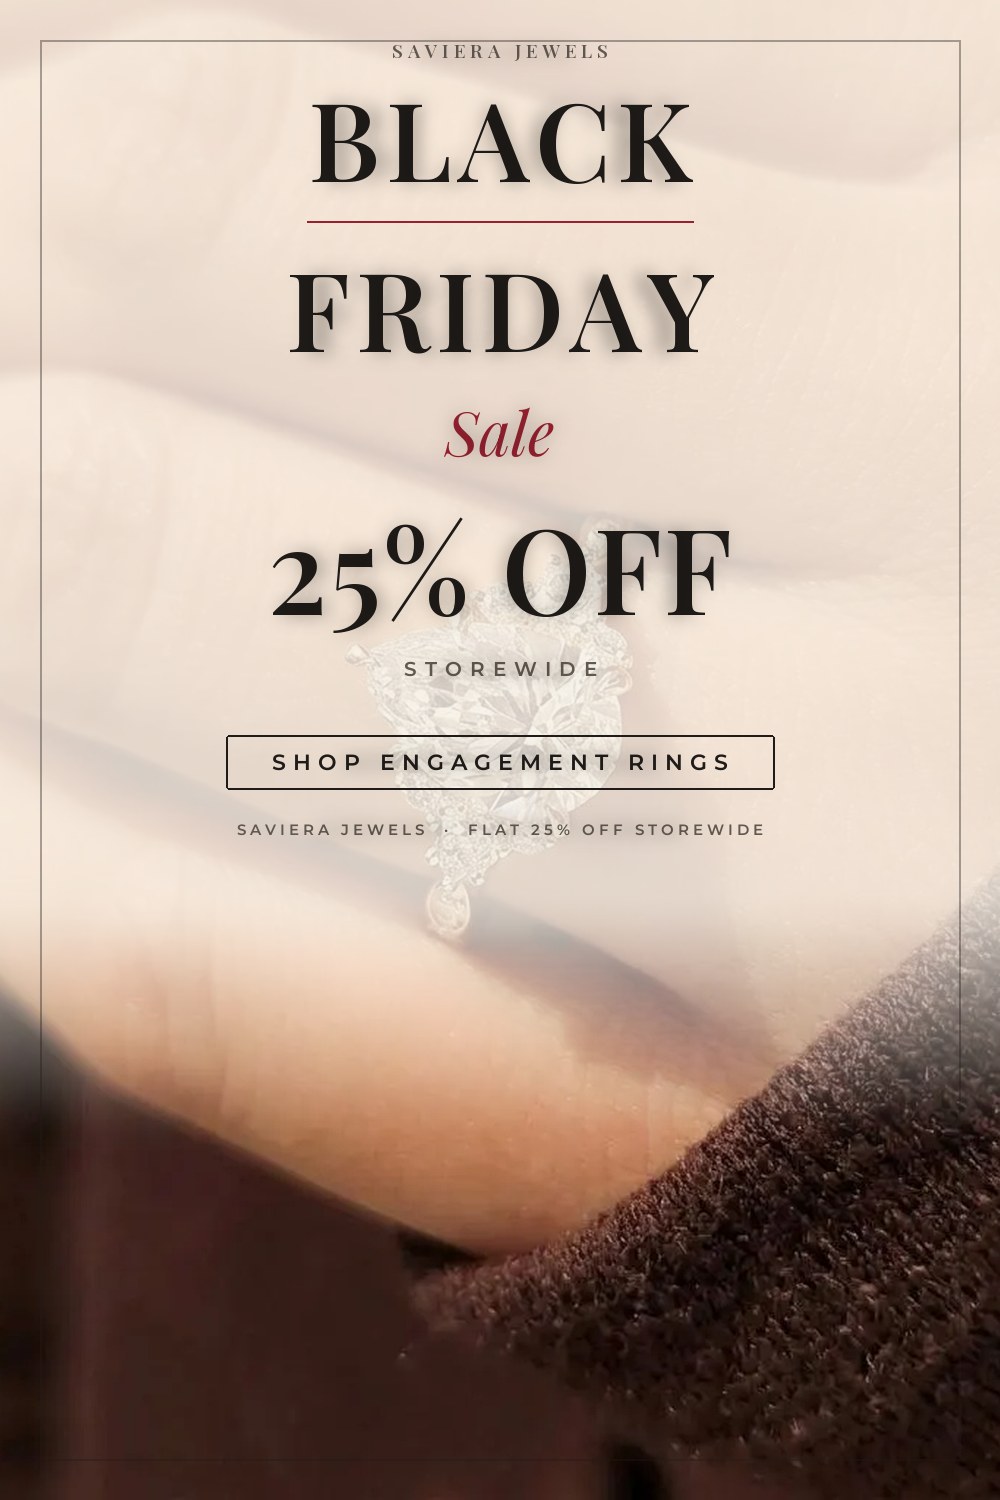 SAVIERA JEWELS
BLACK
FRIDAY
Sale
25% OFF
STOREWIDE
SHOP ENGAGEMENT RINGS
SAVIERA JEWELS · FLAT 25% OFF STOREWIDE